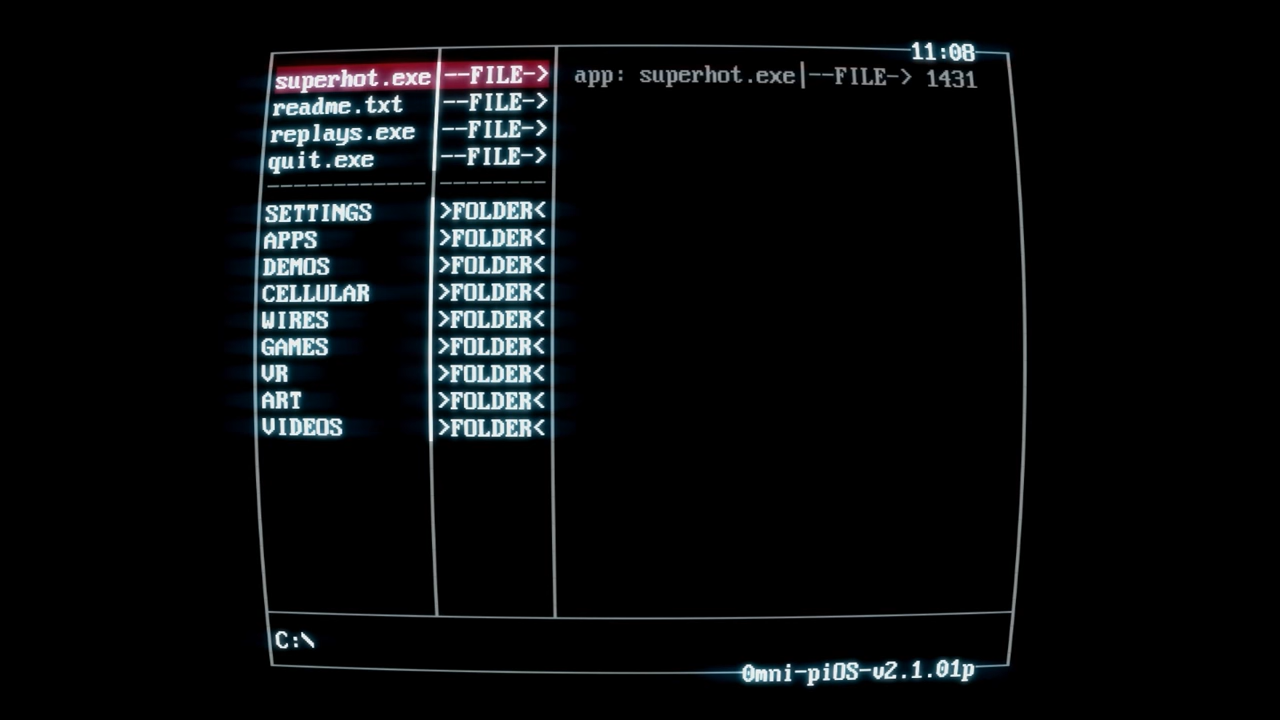 11:08
superhot.exe --FILE-> app: superhot.exe|--FILE-> 1431
readme.txt --FILE->
replays.exe --FILE->
quit.exe --FILE->
------------ --------
SETTINGS >FOLDER<
APPS >FOLDER<
DEMOS >FOLDER<
CELLULAR >FOLDER<
WIRES >FOLDER<
GAMES >FOLDER<
VR >FOLDER<
ART >FOLDER<
VIDEOS >FOLDER<
C:\
0mni-piOS-v2.1.01p